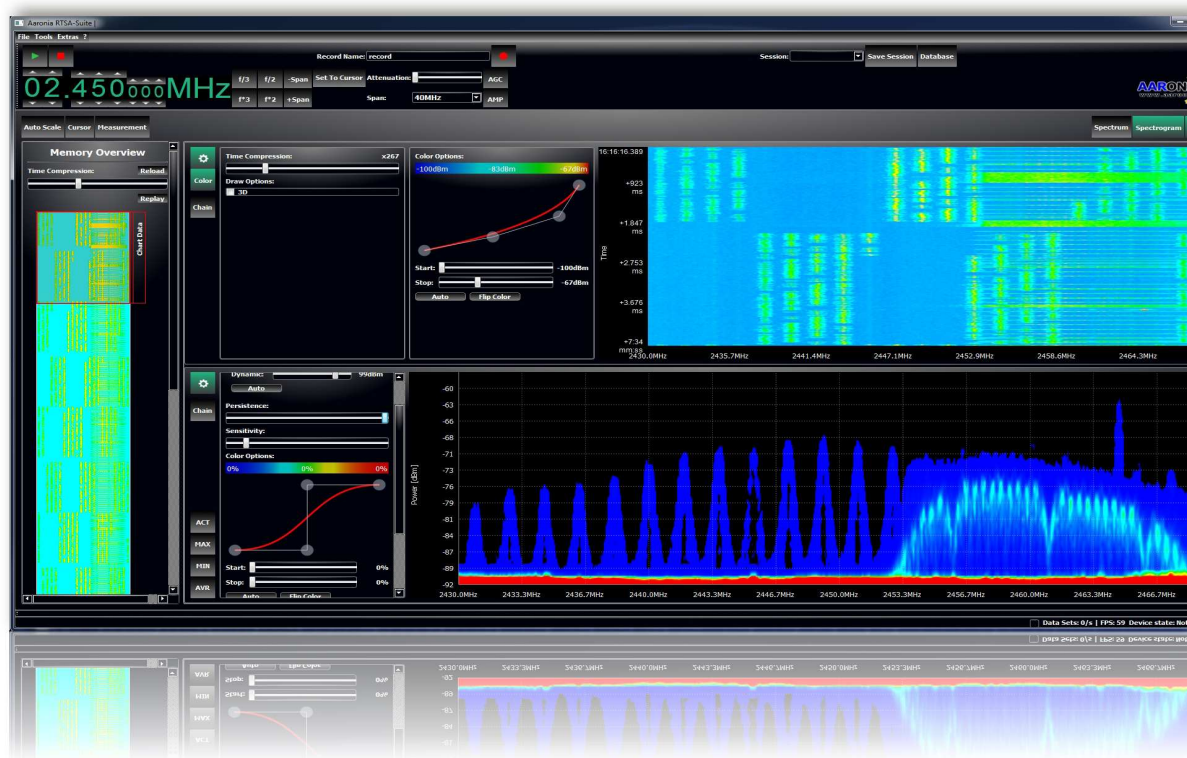 Aaronia RTSA-Suite |
File Tools Extras ?
Record Name: record
Session:
Save Session Database
02.450000MHz
f/3 f/2 -Span Set To Cursor Attenuation: AGC
f*3 f*2 +Span Span: 40MHz AMP
AARON
Auto Scale Cursor Measurement
Spectrum Spectrogram
Memory Overview
Time Compression: Reload
Replay
Chart Data
Color
Chain
Time Compression: x267
Draw Options:
3D
Color Options:
-100dBm -83dBm -67dBm
Start: -100dBm
Stop: -67dBm
Auto Flip Color
Time
16:16:16.389
+923
ms
+1.847
ms
+2.753
ms
+3.676
ms
+7:34
mm:ss
2430.0MHz 2435.7MHz 2441.4MHz 2447.1MHz 2452.9MHz 2458.6MHz 2464.3MHz
Chain
ACT
MAX
MIN
AVR
Dynamic: 99dBm
Auto
Persistence:
Sensitivity:
Color Options:
0% 0% 0%
Start: 0%
Stop: 0%
Auto Flip Color
Power [dBm]
-60
-63
-66
-68
-71
-73
-76
-79
-81
-84
-87
-89
-92
2430.0MHz 2433.3MHz 2436.7MHz 2440.0MHz 2443.3MHz 2446.7MHz 2450.0MHz 2453.3MHz 2456.7MHz 2460.0MHz 2463.3MHz 2466.7MHz
Data Sets: 0/s | FPS: 59 Device state: Not